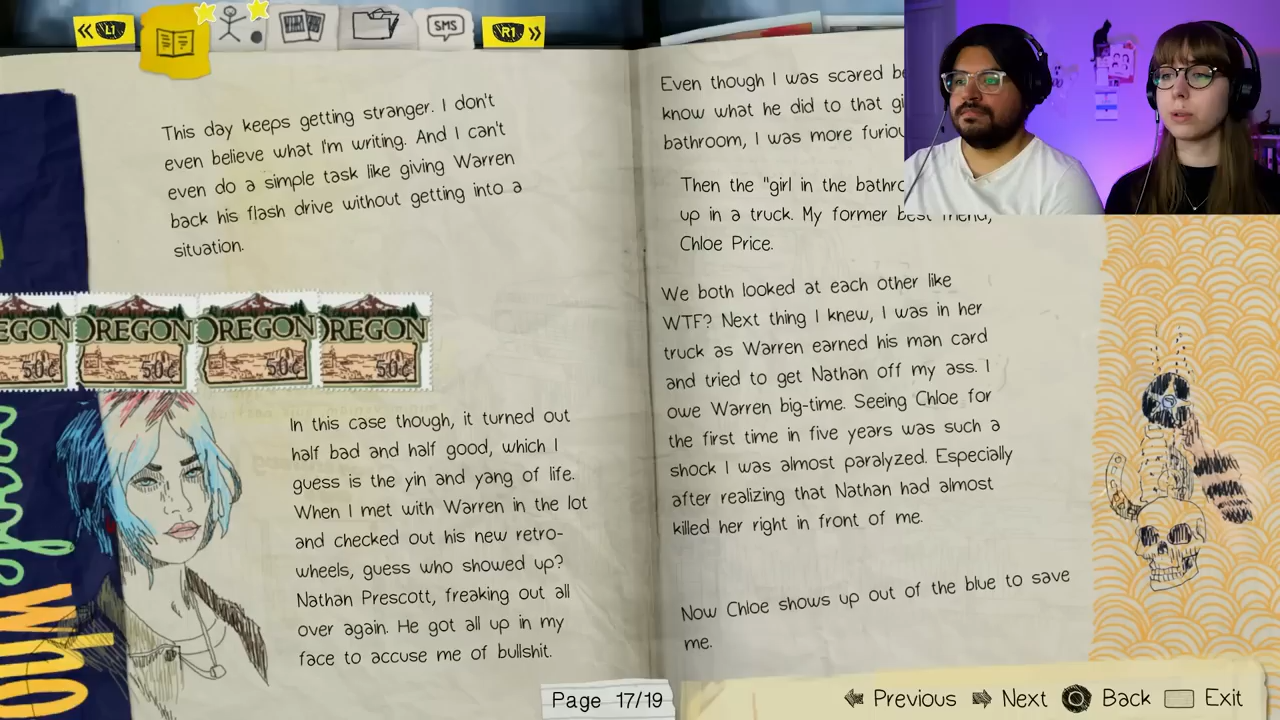 L1
SMS
R1
This day keeps getting stranger. I don't
even believe what I'm writing. And I can't
even do a simple task like giving Warren
back his flash drive without getting into a
situation.
OREGON OREGON OREGON
50¢ 50¢ 50¢ 50¢
In this case though, it turned out
half bad and half good, which I
guess is the yin and yang of life.
When I met with Warren in the lot
and checked out his new retro-
wheels, guess who showed up?
Nathan Prescott, freaking out all
over again. He got all up in my
face to accuse me of bullshit.
who
Even though I was scared
know what he did to that
bathroom, I was more
Then the "girl in the
up in a truck. My former best friend,
Chloe Price.
We both looked at each other like
WTF? Next thing I knew, I was in her
truck as Warren earned his man card
and tried to get Nathan off my ass. I
owe Warren big-time. Seeing Chloe for
the first time in five years was such a
shock I was almost paralyzed. Especially
after realizing that Nathan had almost
killed her right in front of me.
Now Chloe shows up out of the blue to save
me.
Page 17/19
Previous Next Back Exit